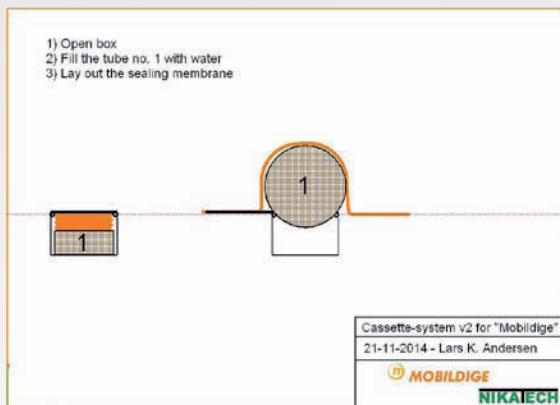 1) Open box
2) Fill the tube no. 1 with water
3) Lay out the sealing membrane
1
1
Cassette-system v2 for "Mobildige"
21-11-2014 - Lars K. Andersen
MOBILDIGE
NIKATECH